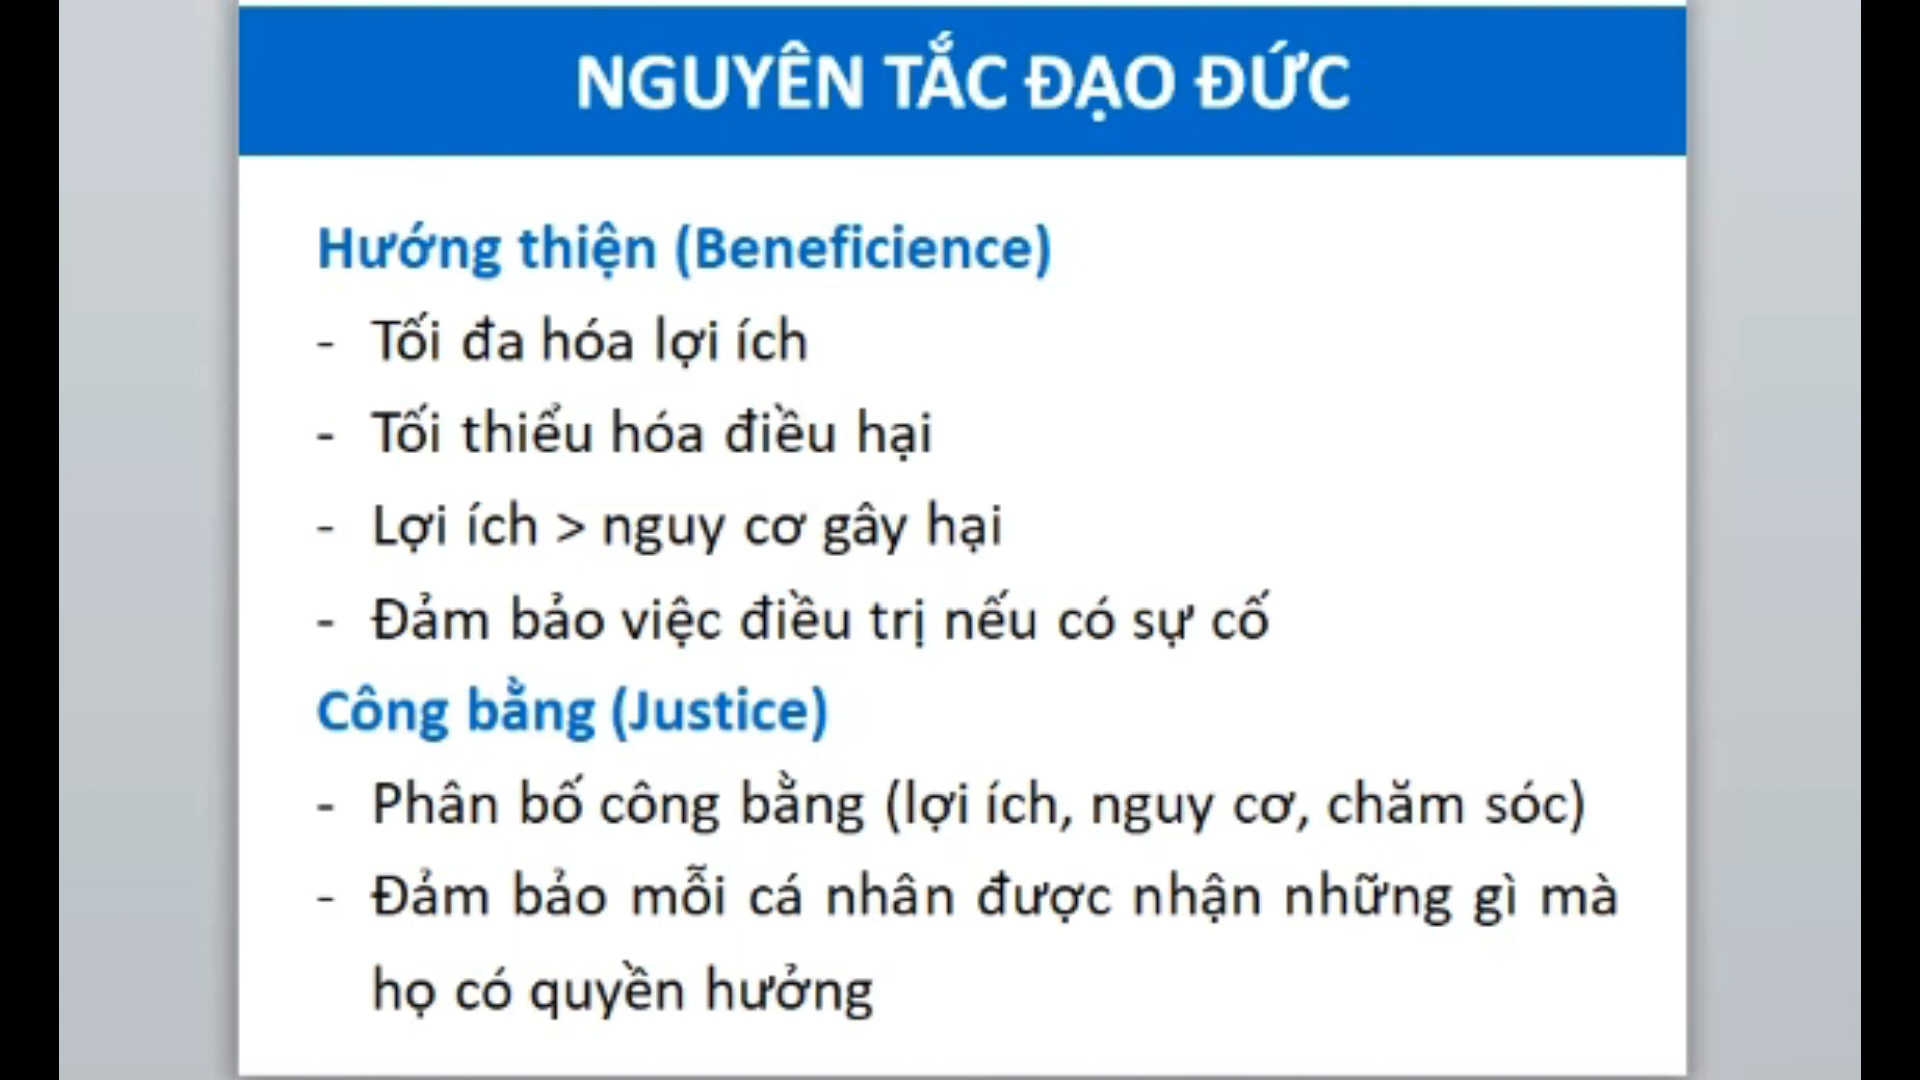 NGUYÊN TẮC ĐẠO ĐỨC
Hướng thiện (Beneficience)
- Tối đa hóa lợi ích
- Tối thiểu hóa điều hại
- Lợi ích > nguy cơ gây hại
- Đảm bảo việc điều trị nếu có sự cố
Công bằng (Justice)
- Phân bố công bằng (lợi ích, nguy cơ, chăm sóc)
- Đảm bảo mỗi cá nhân được nhận những gì mà
họ có quyền hưởng